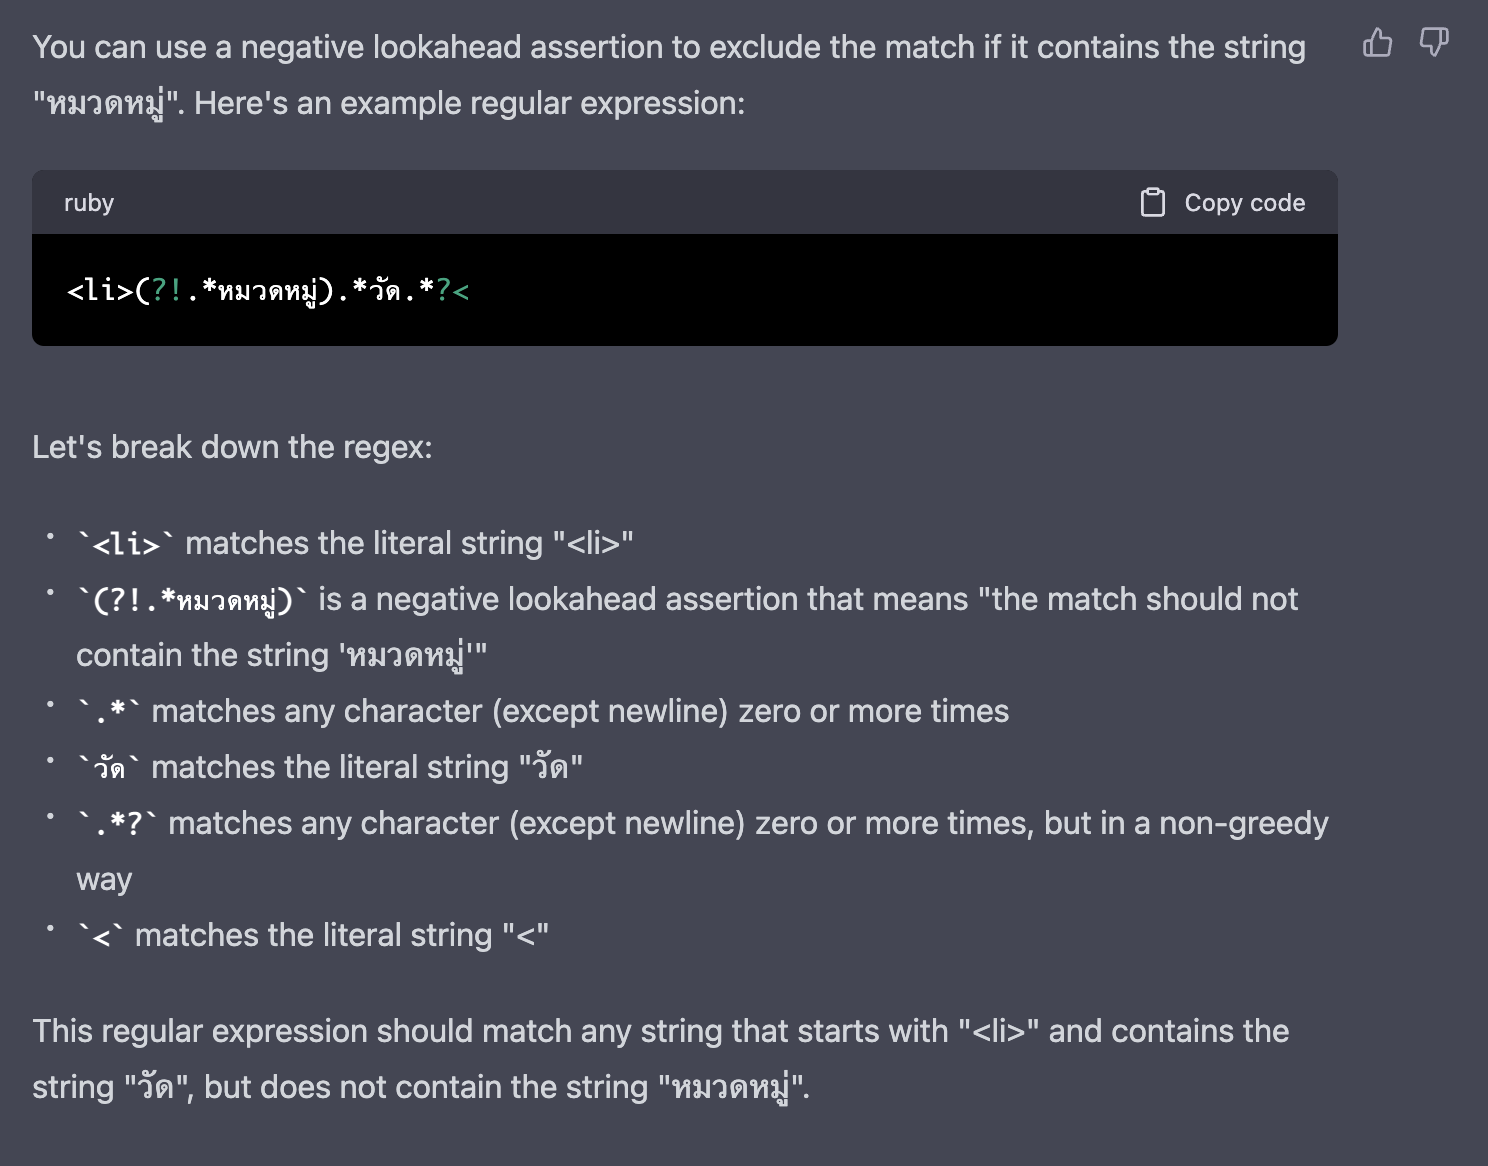 You can use a negative lookahead assertion to exclude the match if it contains the string
"หมวดหมู่". Here's an example regular expression:
ruby
Copy code
<li>(?!.*หมวดหมู่).*วัด.*?<
Let's break down the regex:
• `<li>` matches the literal string "<li>"
• `(?!.*หมวดหมู่)` is a negative lookahead assertion that means "the match should not
contain the string 'หมวดหมู่'"
• `.*` matches any character (except newline) zero or more times
• `วัด` matches the literal string "วัด"
• `.*?` matches any character (except newline) zero or more times, but in a non-greedy
way
• `<` matches the literal string "<"
This regular expression should match any string that starts with "<li>" and contains the
string "วัด", but does not contain the string "หมวดหมู่".